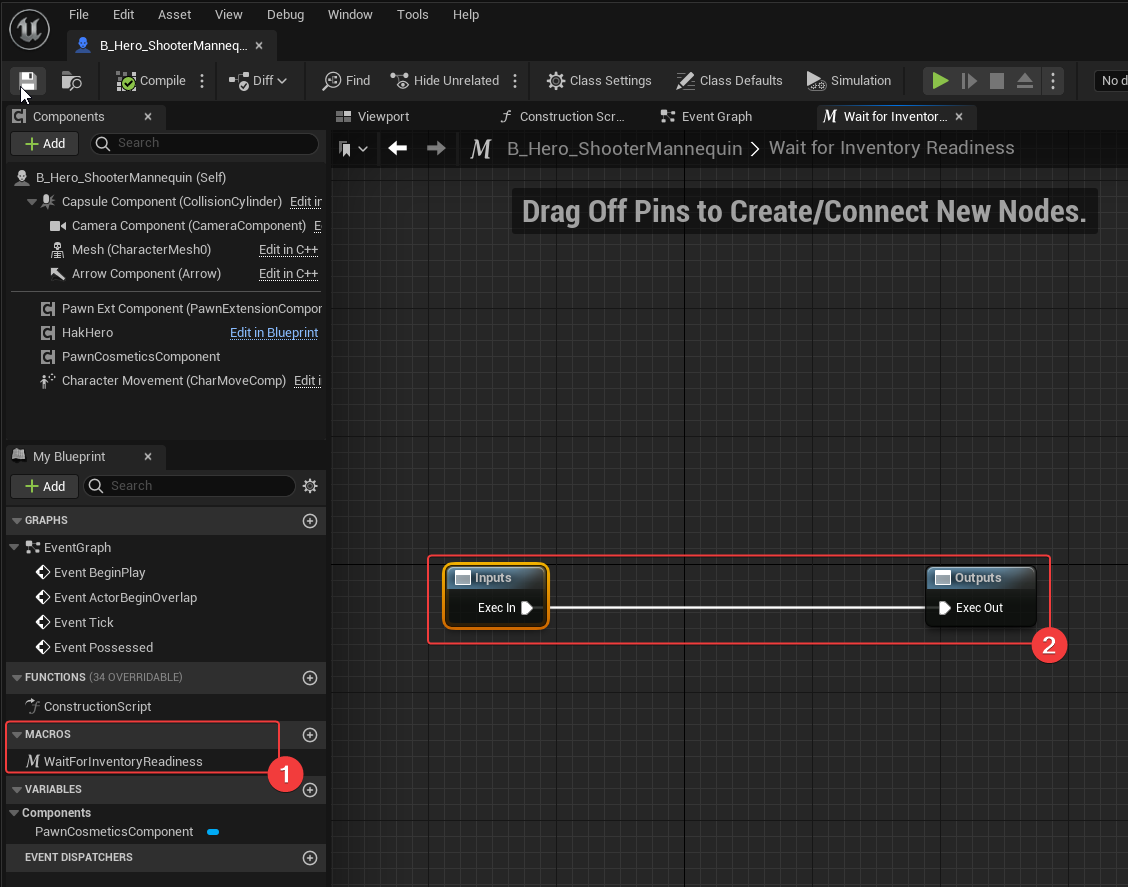 File Edit Asset View Debug Window Tools Help
B_Hero_ShooterManneq...
Compile Diff Find Hide Unrelated Class Settings Class Defaults Simulation No d
Components
Add Search
B_Hero_ShooterMannequin (Self)
Capsule Component (CollisionCylinder) Edit in
Camera Component (CameraComponent) E
Mesh (CharacterMesh0) Edit in C++
Arrow Component (Arrow) Edit in C++
Pawn Ext Component (PawnExtensionCompor
HakHero Edit in Blueprint
PawnCosmeticsComponent
Character Movement (CharMoveComp) Edit i
My Blueprint
Add Search
GRAPHS
EventGraph
Event BeginPlay
Event ActorBeginOverlap
Event Tick
Event Possessed
FUNCTIONS (34 OVERRIDABLE)
ConstructionScript
MACROS
WaitForInventoryReadiness
1
VARIABLES
Components
PawnCosmeticsComponent
EVENT DISPATCHERS
Viewport Construction Scr... Event Graph Wait for Inventor...
B_Hero_ShooterMannequin > Wait for Inventory Readiness
Drag Off Pins to Create/Connect New Nodes.
Inputs
Exec In
Outputs
Exec Out
2